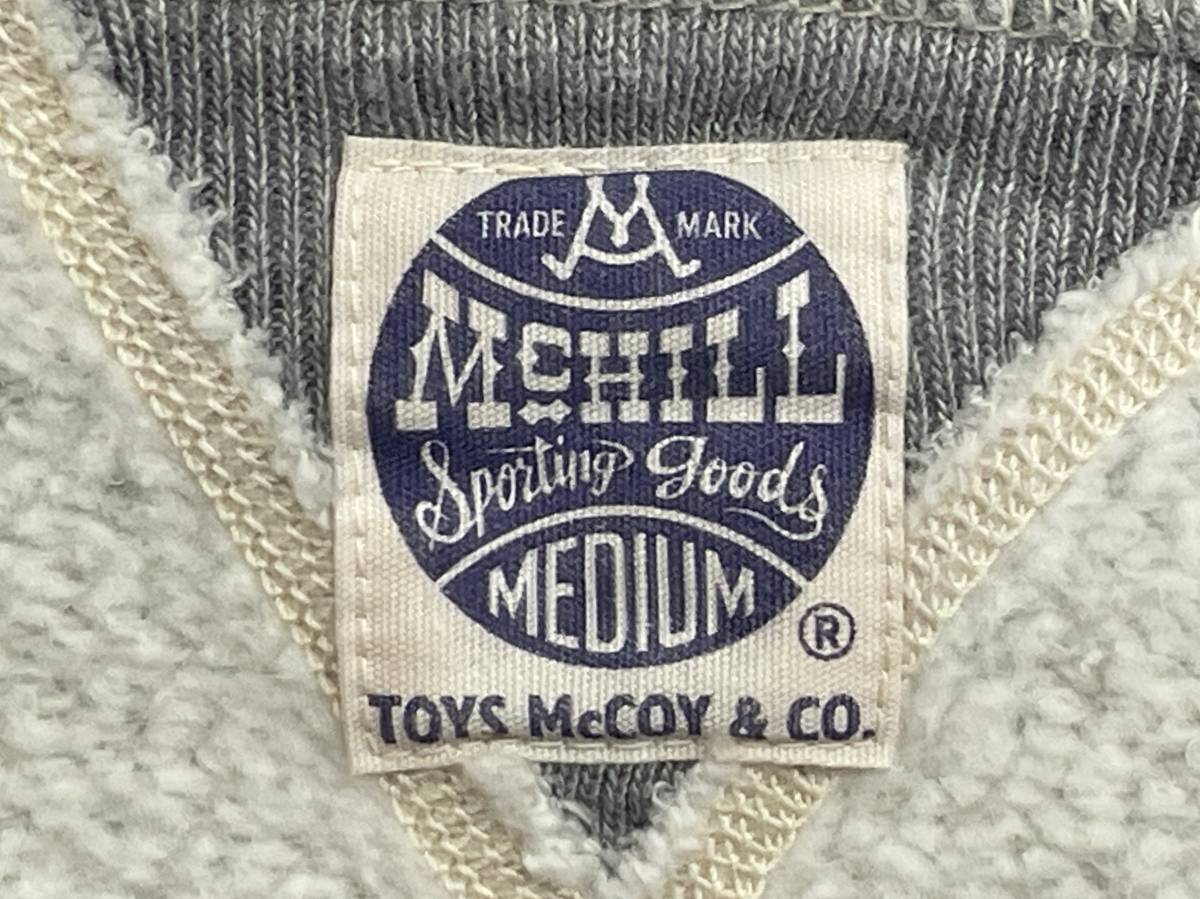 TRADE MARK
McHILL
Sporting Goods
MEDIUM
®
TOYS McCOY & CO.